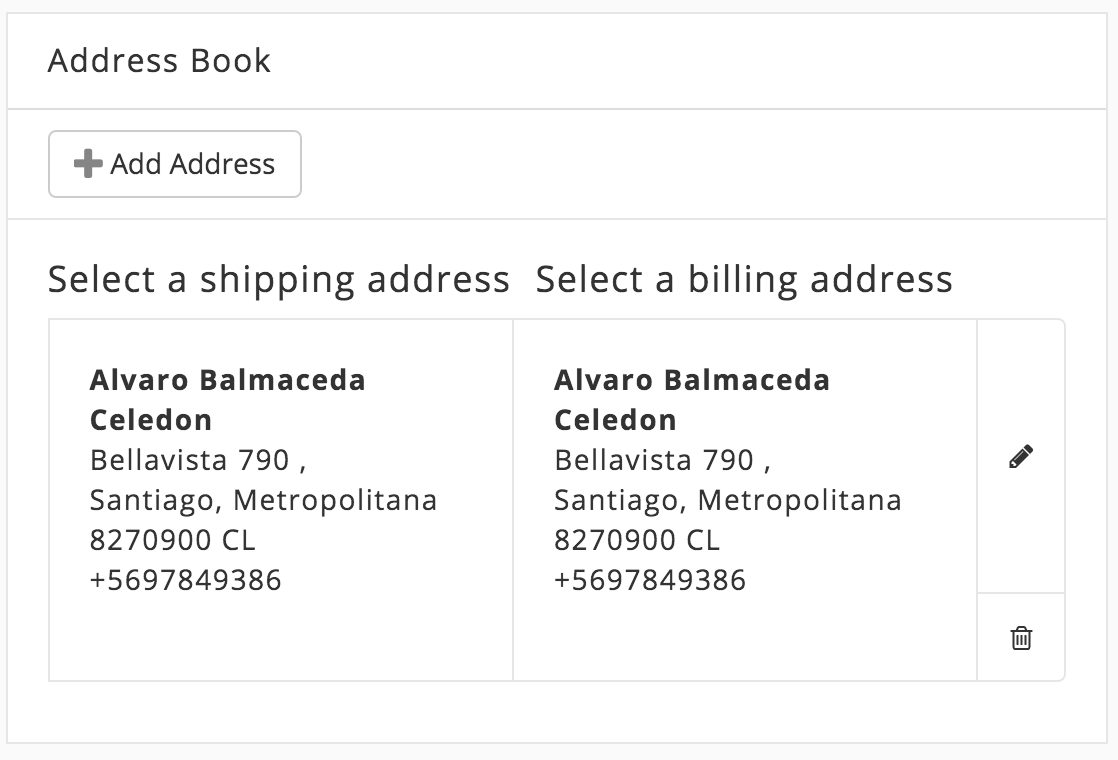 Address Book
Add Address
Select a shipping address
Select a billing address
Alvaro Balmaceda
Celedon
Bellavista 790 ,
Santiago, Metropolitana
8270900 CL
+5697849386
Alvaro Balmaceda
Celedon
Bellavista 790 ,
Santiago, Metropolitana
8270900 CL
+5697849386